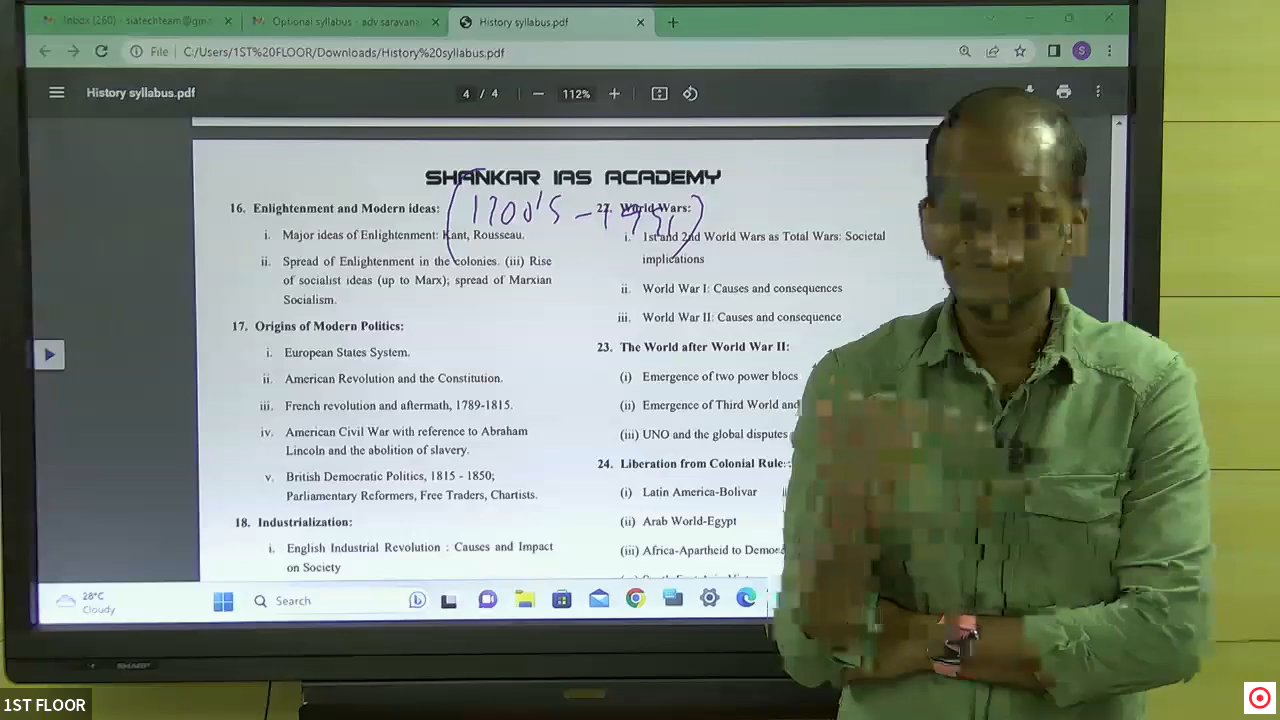 Inbox (260) - siatechteam@gma
Optional syllabus - adv saravan
History syllabus.pdf
File
C:/Users/1ST%20FLOOR/Downloads/History%20syllabus.pdf
S
History syllabus.pdf
4 / 4
112%
SHANKAR IAS ACADEMY
16. Enlightenment and Modern ideas:
i. Major ideas of Enlightenment: Kant, Rousseau.
ii. Spread of Enlightenment in the colonies. (iii) Rise
of socialist ideas (up to Marx); spread of Marxian
Socialism.
17. Origins of Modern Politics:
i. European States System.
ii. American Revolution and the Constitution.
iii. French revolution and aftermath, 1789-1815.
iv. American Civil War with reference to Abraham
Lincoln and the abolition of slavery.
v. British Democratic Politics, 1815 - 1850;
Parliamentary Reformers, Free Traders, Chartists.
18. Industrialization:
i. English Industrial Revolution : Causes and Impact
on Society
World Wars:
i. 1st and 2nd World Wars as Total Wars: Societal
implications
ii. World War I: Causes and consequences
iii. World War II: Causes and consequence
23. The World after World War II:
(i) Emergence of two power blocs
(ii) Emergence of Third World and
(iii) UNO and the global disputes
24. Liberation from Colonial Rule:
(i) Latin America-Bolivar
(ii) Arab World-Egypt
(iii) Africa-Apartheid to
28°C
Cloudy
Search
SHARP
1ST FLOOR